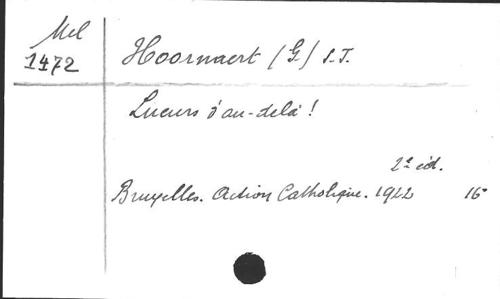 Mel
1472
Hoornaert (G) S.J.
Lueurs d'au-delà !
2e éd.
Bruxelles. Action Catholique. 1922 16°